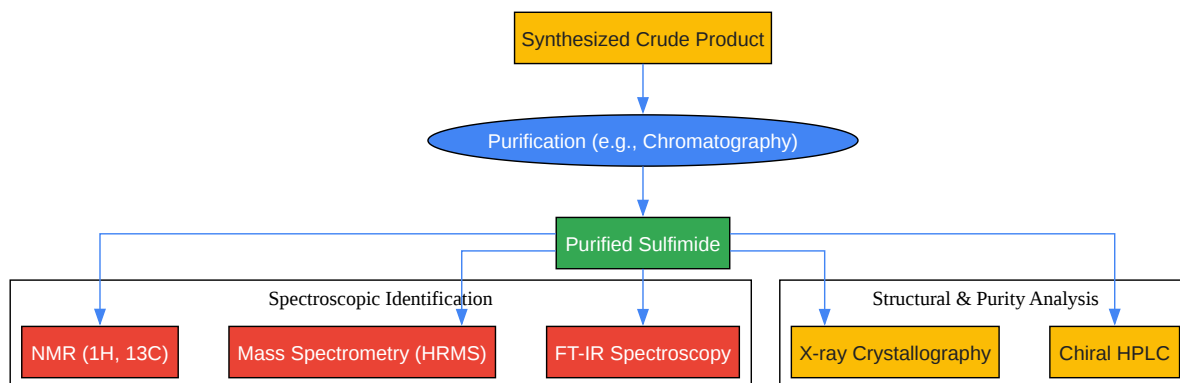 Synthesized Crude Product
Purification (e.g., Chromatography)
Purified Sulfimide
Spectroscopic Identification
Structural & Purity Analysis
NMR (1H, 13C)
Mass Spectrometry (HRMS)
FT-IR Spectroscopy
X-ray Crystallography
Chiral HPLC